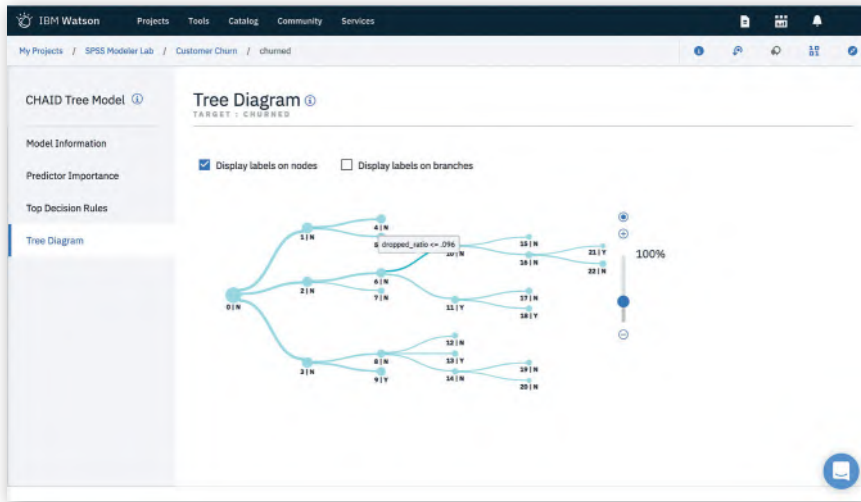 IBM Watson Projects Tools Catalog Community Services
My Projects / SPSS Modeler Lab / Customer Churn / churned
CHAID Tree Model
Model Information
Predictor Importance
Top Decision Rules
Tree Diagram
Tree Diagram
TARGET : CHURNED
Display labels on nodes Display labels on branches
4 | N
1 | N
dropped_ratio <= .096
15 | N
16 | N
21 | Y
22 | N
100%
6 | N
2 | N
7 | N
0 | N
11 | Y
17 | N
18 | Y
12 | N
8 | N
13 | Y
3 | N
9 | Y
14 | N
19 | N
20 | N